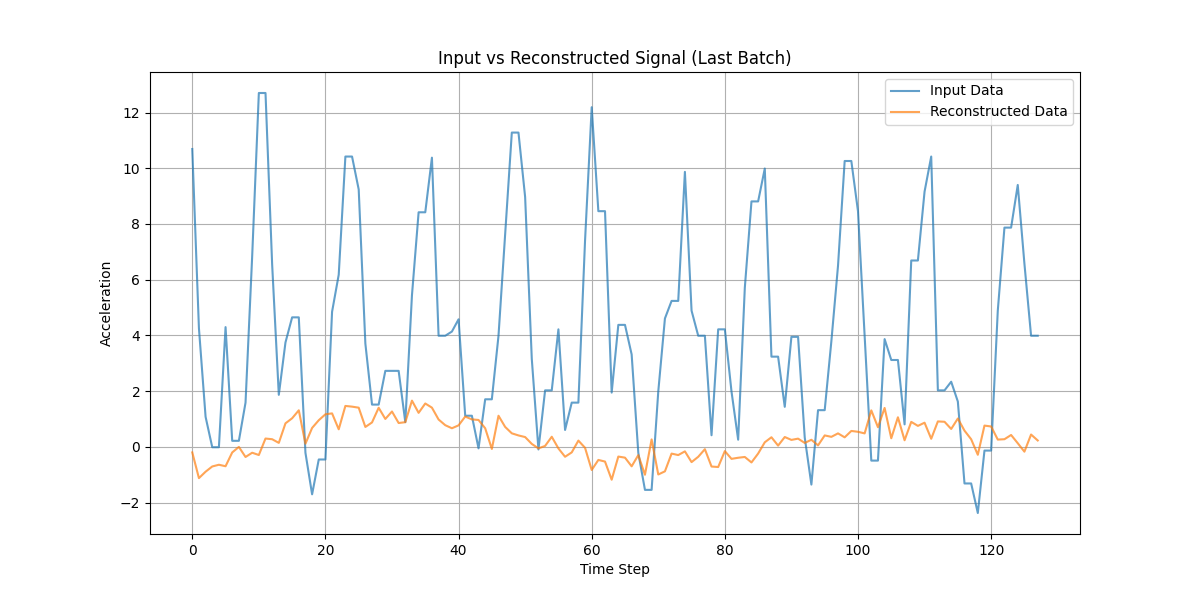 Input vs Reconstructed Signal (Last Batch)
Input Data
Reconstructed Data
Acceleration
12
10
8
6
4
2
0
−2
0 20 40 60 80 100 120
Time Step